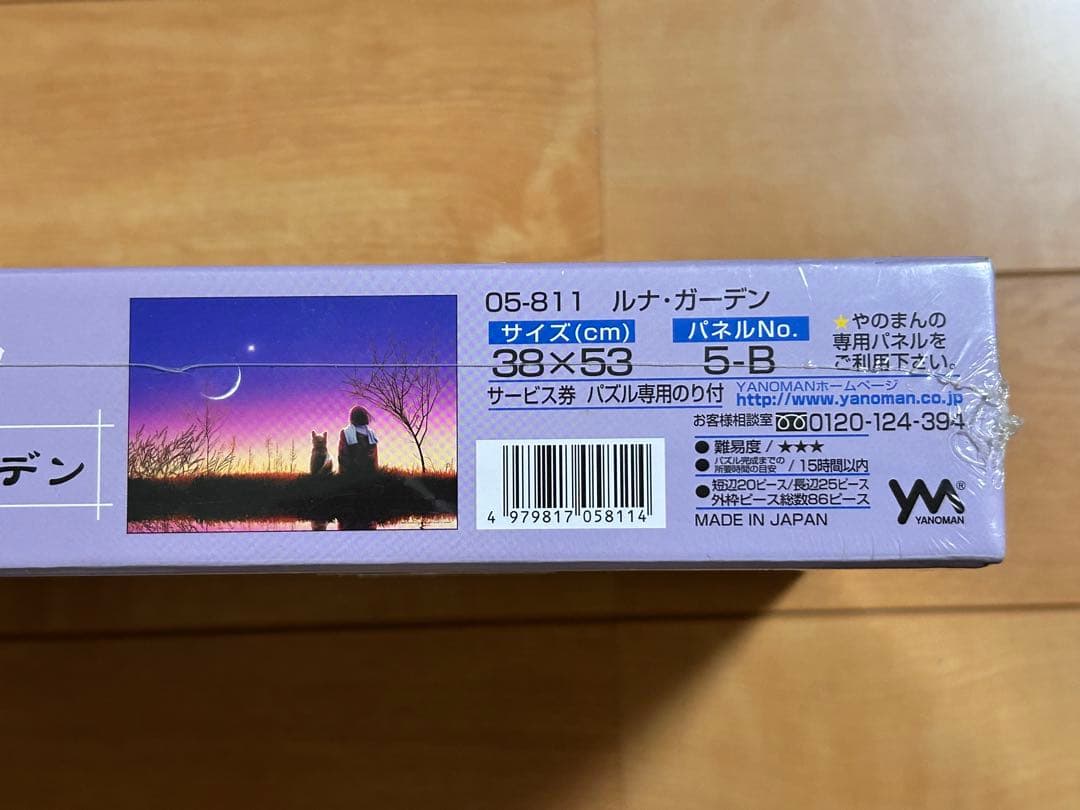 デン
05-811 ルナ・ガーデン
サイズ(cm)
38×53
パネルNo.
5-B
★やのまんの
専用パネルを
ご利用下さい。
サービス券 パズル専用のり付
YANOMANホームページ
http://www.yanoman.co.jp
お客様相談室 0120-124-394
●難易度/★★★
●パズル完成までの所要時間の目安/15時間以内
●短辺20ピース/長辺25ピース
外枠ピース総数86ピース
MADE IN JAPAN
4 979817 058114
YM®
YANOMAN